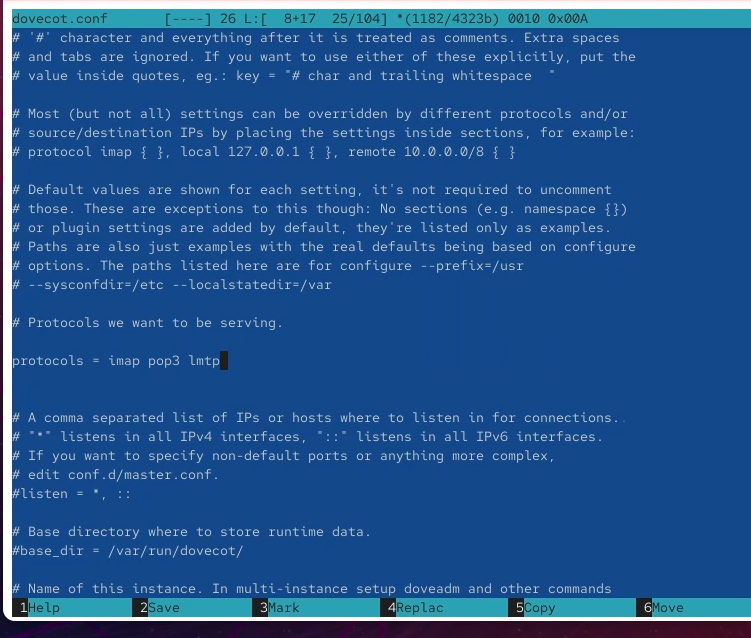 dovecot.conf [----] 26 L:[ 8+17 25/104] *(1182/4323b) 0010 0x00A
# '#' character and everything after it is treated as comments. Extra spaces
# and tabs are ignored. If you want to use either of these explicitly, put the
# value inside quotes, eg.: key = "# char and trailing whitespace  "
# Most (but not all) settings can be overridden by different protocols and/or
# source/destination IPs by placing the settings inside sections, for example:
# protocol imap { }, local 127.0.0.1 { }, remote 10.0.0.0/8 { }
# Default values are shown for each setting, it's not required to uncomment
# those. These are exceptions to this though: No sections (e.g. namespace {})
# or plugin settings are added by default, they're listed only as examples.
# Paths are also just examples with the real defaults being based on configure
# options. The paths listed here are for configure --prefix=/usr
# --sysconfdir=/etc --localstatedir=/var
# Protocols we want to be serving.
protocols = imap pop3 lmtp
# A comma separated list of IPs or hosts where to listen in for connections..
# "*" listens in all IPv4 interfaces, "::" listens in all IPv6 interfaces.
# If you want to specify non-default ports or anything more complex,
# edit conf.d/master.conf.
#listen = *, ::
# Base directory where to store runtime data.
#base_dir = /var/run/dovecot/
# Name of this instance. In multi-instance setup doveadm and other commands
1Help 2Save 3Mark 4Replac 5Copy 6Move